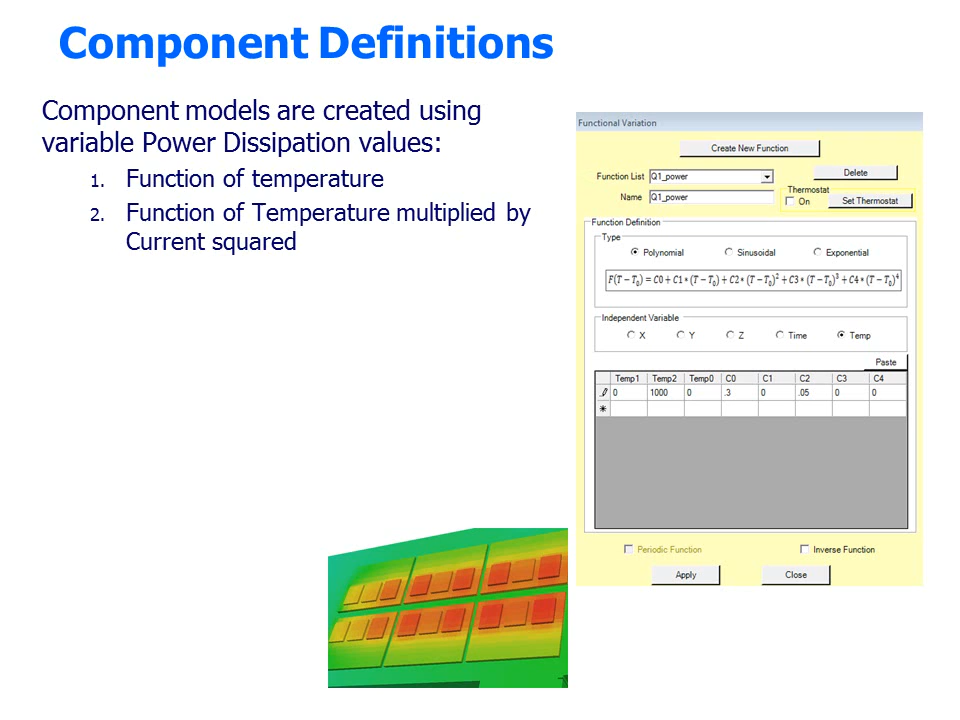 Component Definitions
Component models are created using
variable Power Dissipation values:
1. Function of temperature
2. Function of Temperature multiplied by
Current squared
Functional Variation
Create New Function
Function List Q1_power Delete
Name Q1_power Thermostat On Set Thermostat
Function Definition
Type
Polynomial Sinusoidal Exponential
F(T − T₀) = C0 + C1 * (T − T₀) + C2 * (T − T₀)² + C3 * (T − T₀)³ + C4 * (T − T₀)⁴
Independent Variable
X Y Z Time Temp
Paste
Temp1 Temp2 Temp0 C0 C1 C2 C3 C4
0 1000 0 .3 0 .05 0 0
Periodic Function Inverse Function
Apply Close